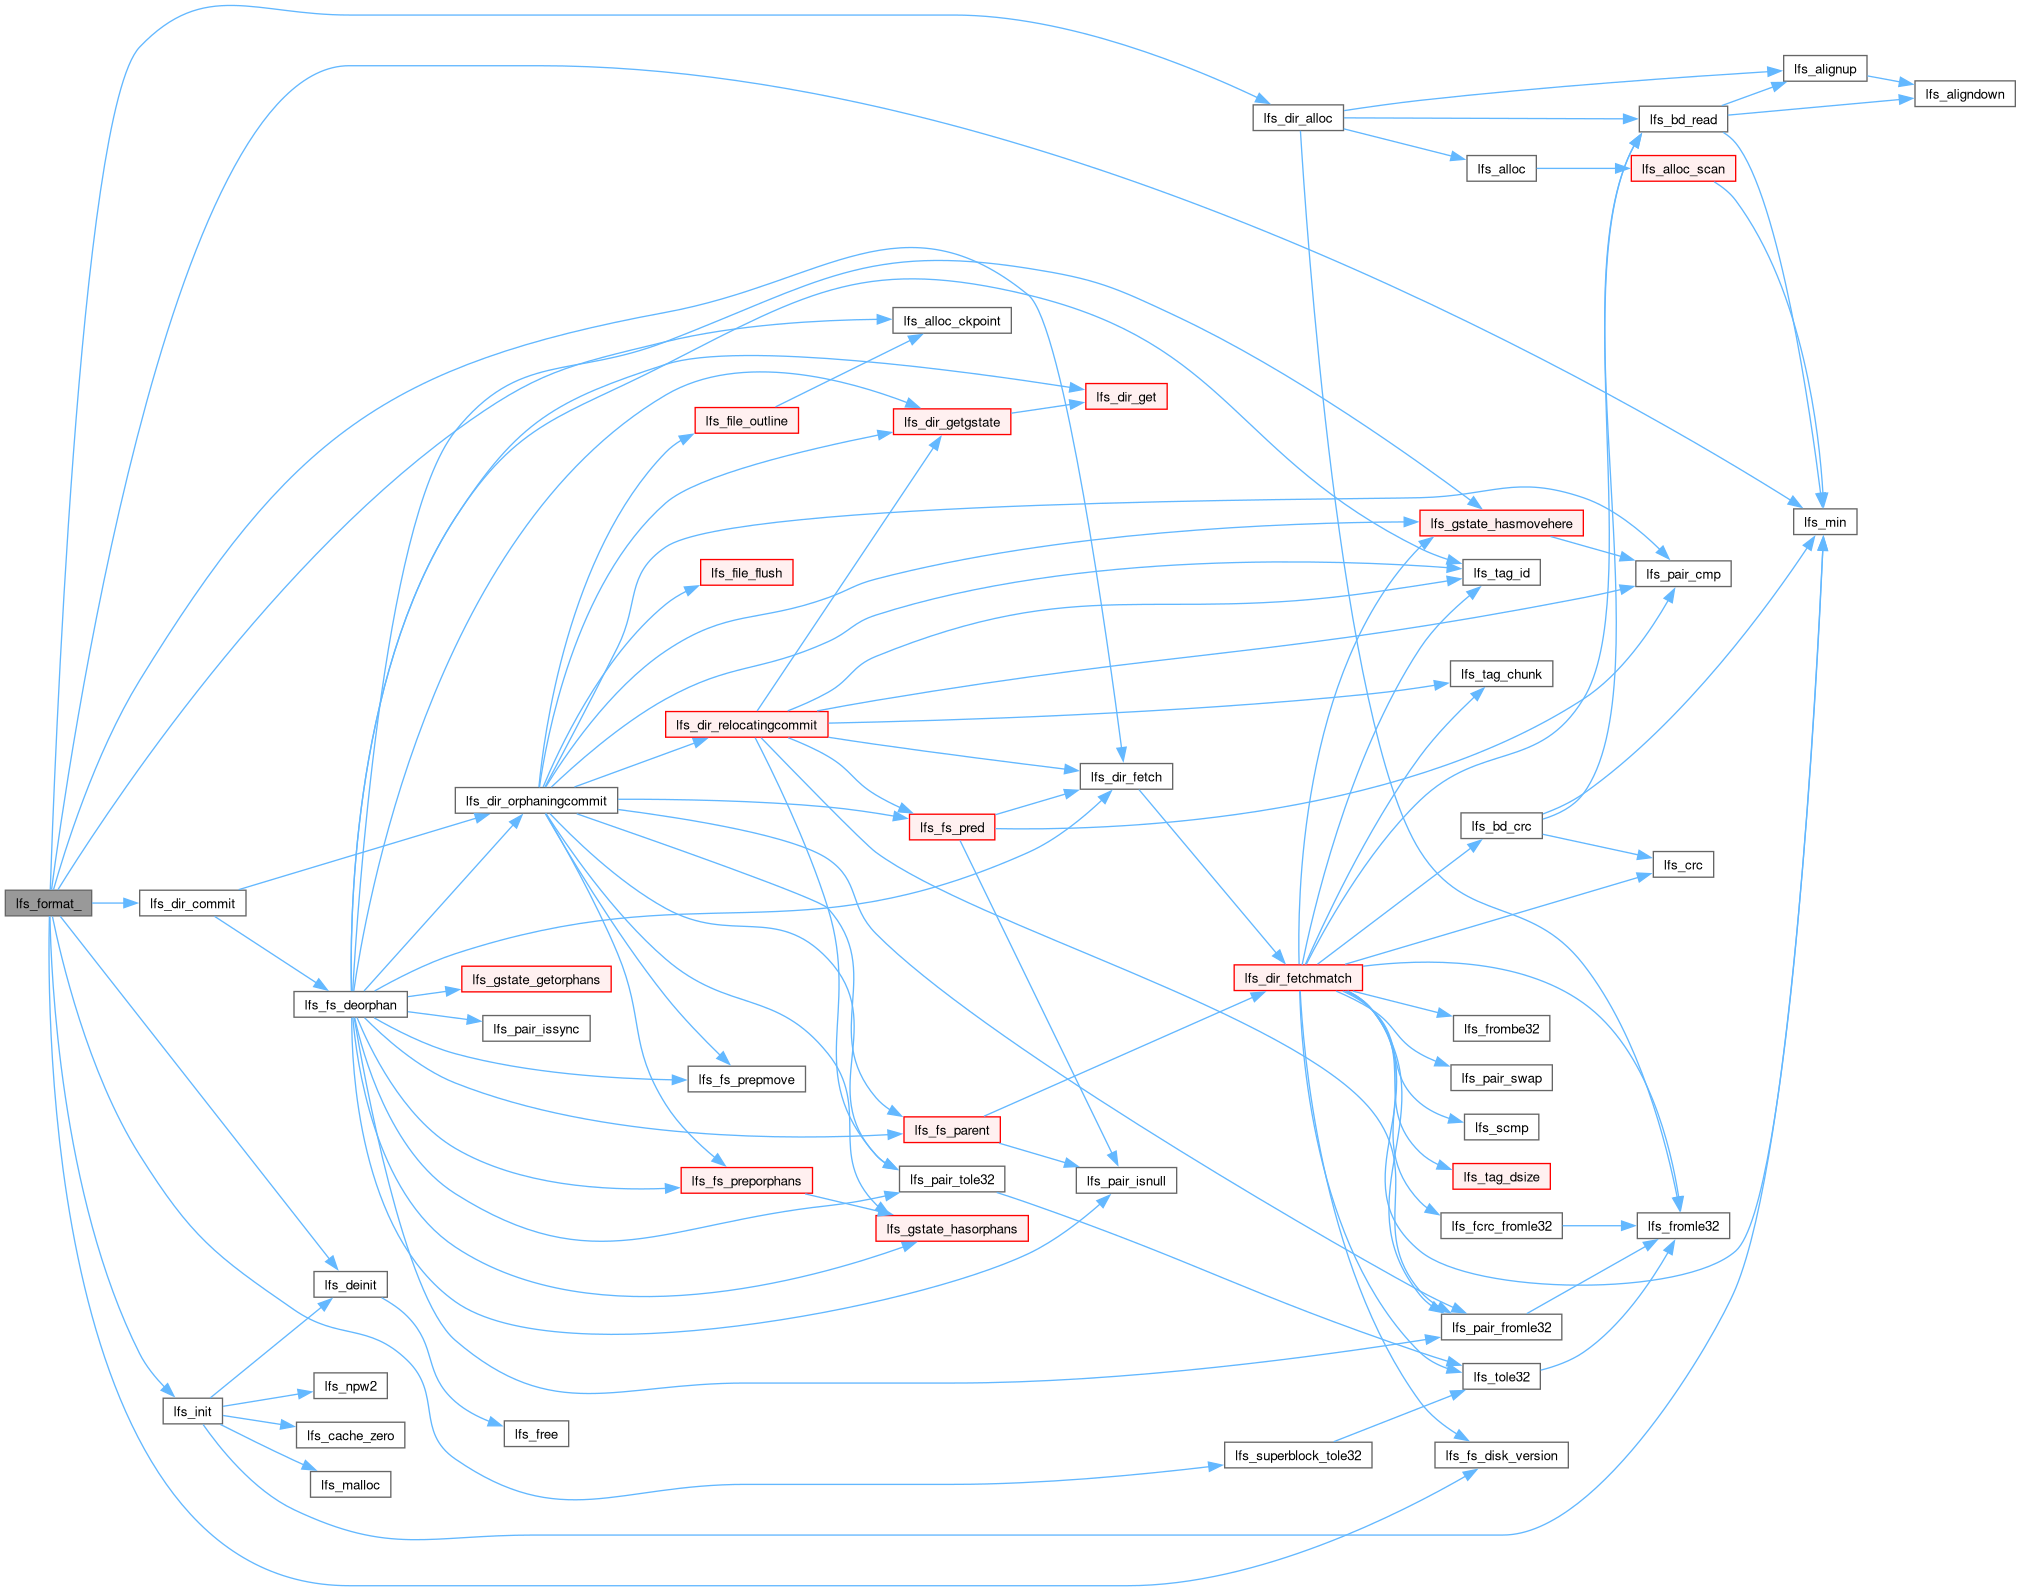 lfs_format_
lfs_dir_commit
lfs_init
lfs_fs_deorphan
lfs_deinit
lfs_npw2
lfs_cache_zero
lfs_malloc
lfs_dir_orphaningcommit
lfs_gstate_getorphans
lfs_pair_issync
lfs_free
lfs_file_outline
lfs_file_flush
lfs_dir_relocatingcommit
lfs_fs_prepmove
lfs_fs_preporphans
lfs_alloc_ckpoint
lfs_dir_getgstate
lfs_fs_pred
lfs_fs_parent
lfs_pair_tole32
lfs_gstate_hasorphans
lfs_dir_get
lfs_dir_fetch
lfs_pair_isnull
lfs_dir_alloc
lfs_dir_fetchmatch
lfs_superblock_tole32
lfs_alloc
lfs_gstate_hasmovehere
lfs_tag_id
lfs_tag_chunk
lfs_bd_crc
lfs_frombe32
lfs_pair_swap
lfs_scmp
lfs_tag_dsize
lfs_fcrc_fromle32
lfs_pair_fromle32
lfs_tole32
lfs_fs_disk_version
lfs_bd_read
lfs_alloc_scan
lfs_pair_cmp
lfs_crc
lfs_fromle32
lfs_alignup
lfs_min
lfs_aligndown